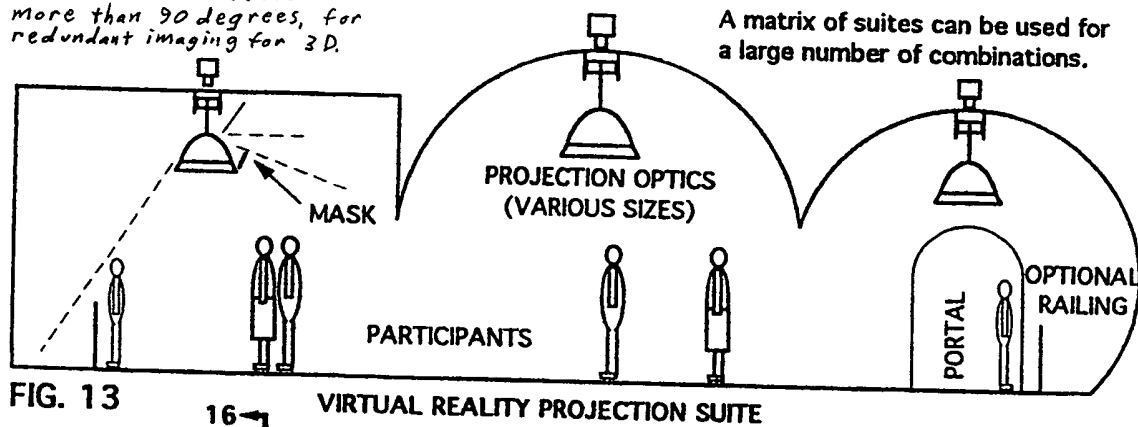 more than 90 degrees, for
redundant imaging for 3D.
A matrix of suites can be used for
a large number of combinations.
MASK
PROJECTION OPTICS
(VARIOUS SIZES)
PARTICIPANTS
PORTAL
OPTIONAL
RAILING
FIG. 13
16
VIRTUAL REALITY PROJECTION SUITE